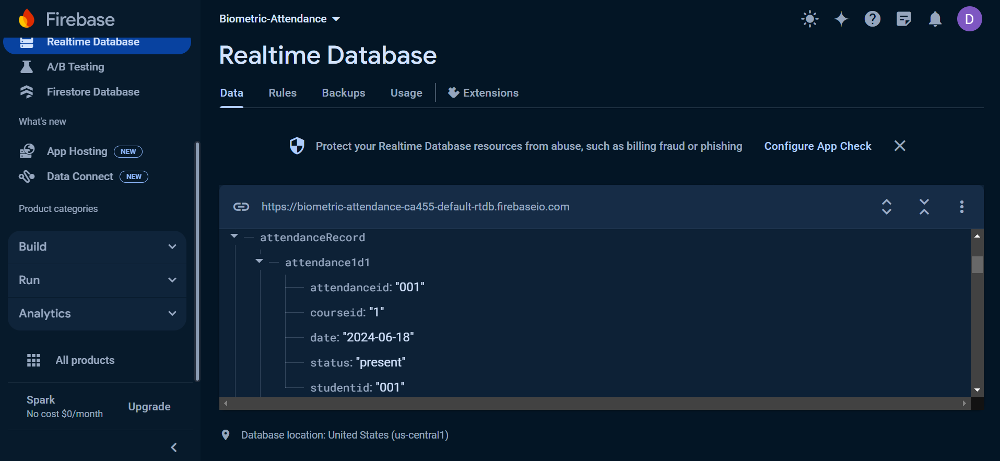 Firebase
Realtime Database
A/B Testing
Firestore Database
What's new
App Hosting NEW
Data Connect NEW
Product categories
Build
Run
Analytics
All products
Spark
No cost $0/month
Upgrade
Biometric-Attendance
D
Realtime Database
Data Rules Backups Usage Extensions
Protect your Realtime Database resources from abuse, such as billing fraud or phishing Configure App Check
https://biometric-attendance-ca455-default-rtdb.firebaseio.com
attendanceRecord
attendance1d1
attendanceid: "001"
courseid: "1"
date: "2024-06-18"
status: "present"
studentid: "001"
Database location: United States (us-central1)